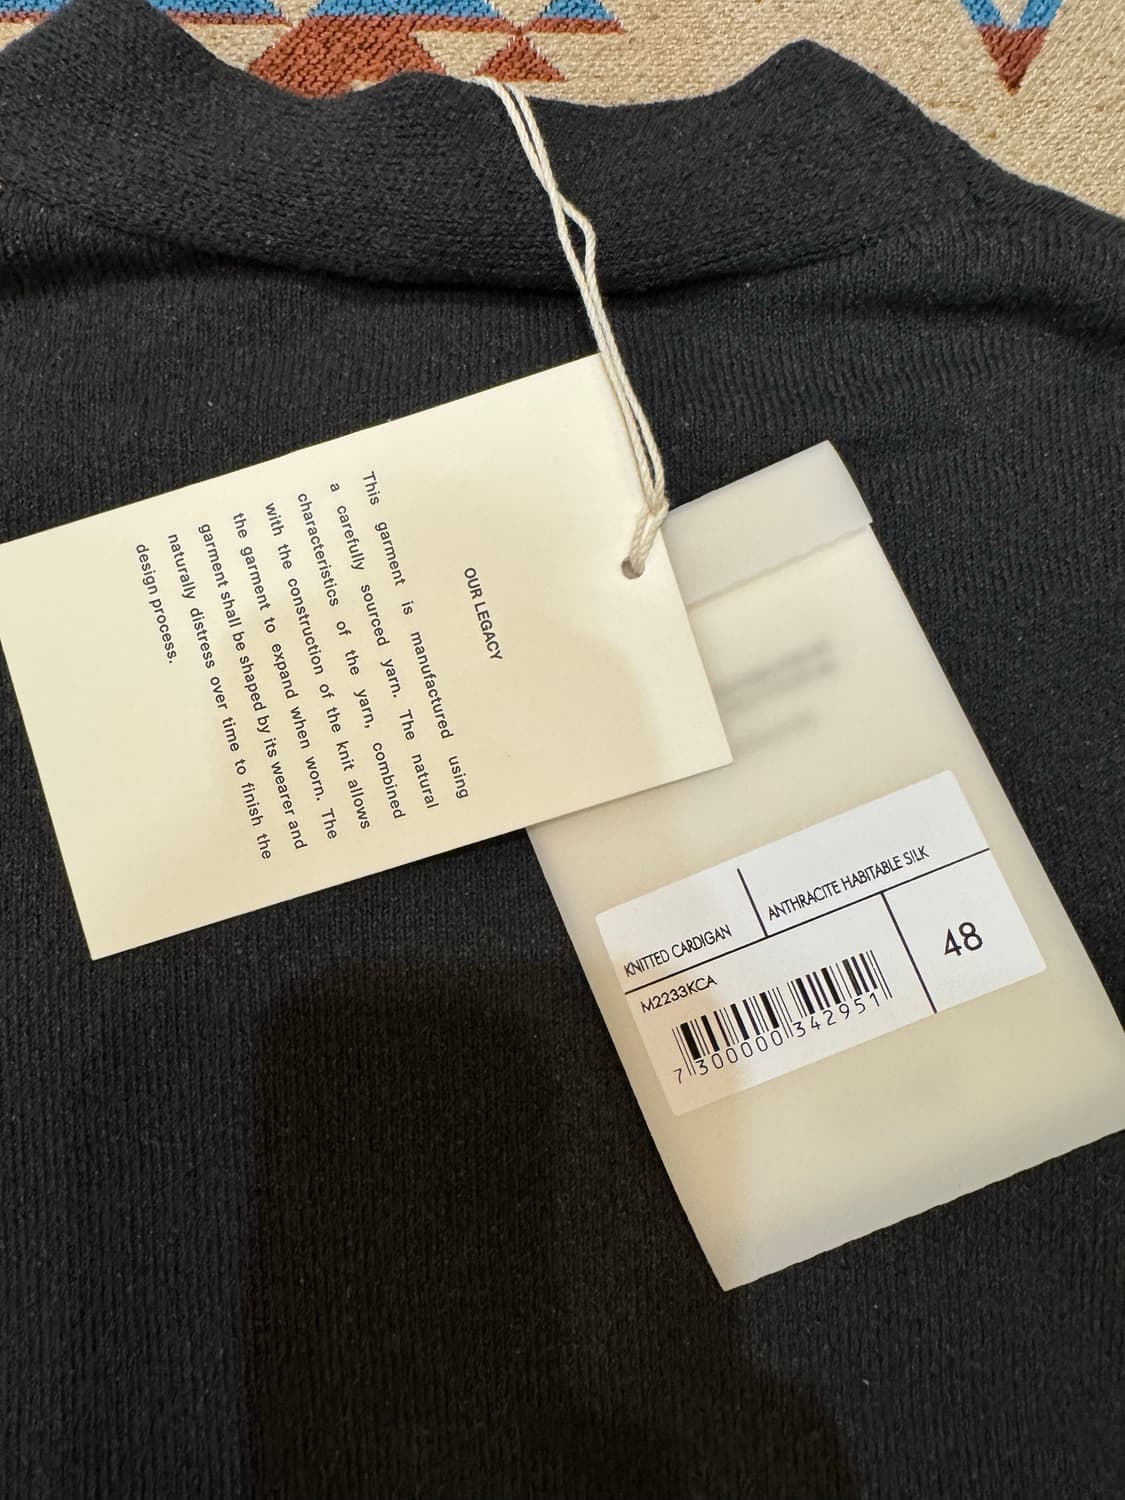 OUR LEGACY
This garment is manufactured using
a carefully sourced yarn. The natural
characteristics of the yarn, combined
with the construction of the knit allows
the garment to expand when worn. The
garment shall be shaped by its wearer and
naturally distress over time to finish the
design process.
KNITTED CARDIGAN
ANTHRACITE HABITABLE SILK
M2233KCA
48
7300000342951